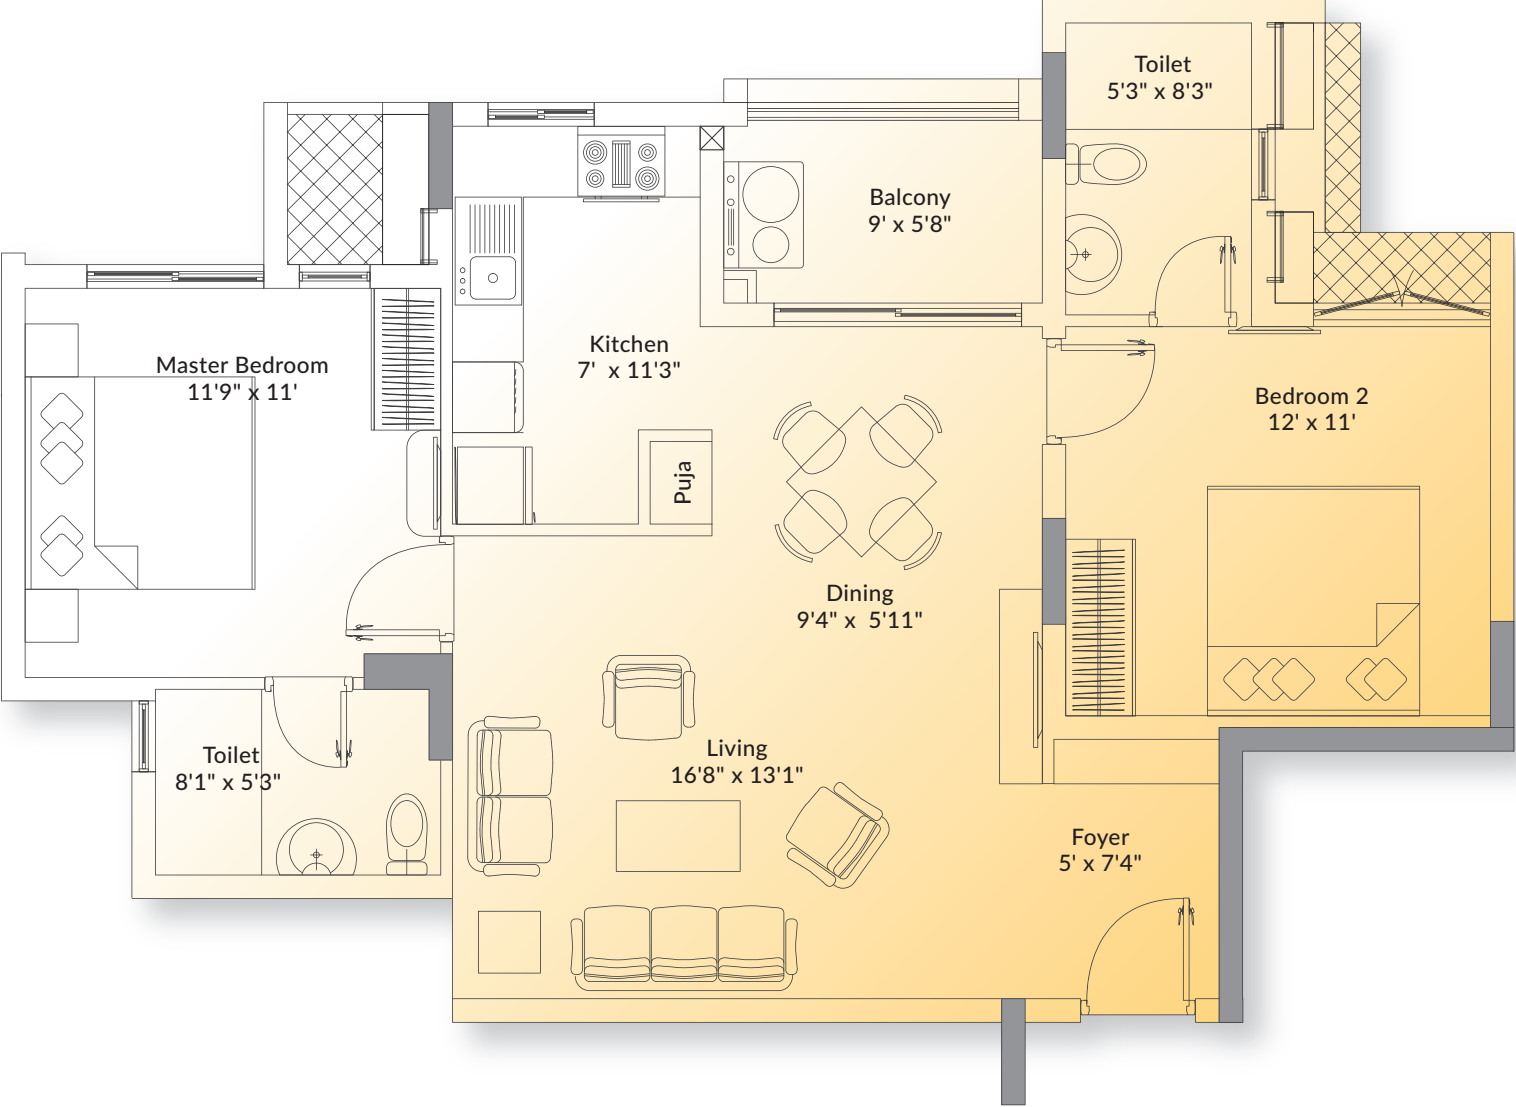 Toilet
5'3" x 8'3"
Balcony
9' x 5'8"
Kitchen
7'  x 11'3"
Master Bedroom
11'9" x 11'
Bedroom 2
12' x 11'
Puja
Dining
9'4" x  5'11"
Living
16'8" x 13'1"
Toilet
8'1" x 5'3"
Foyer
5' x 7'4"